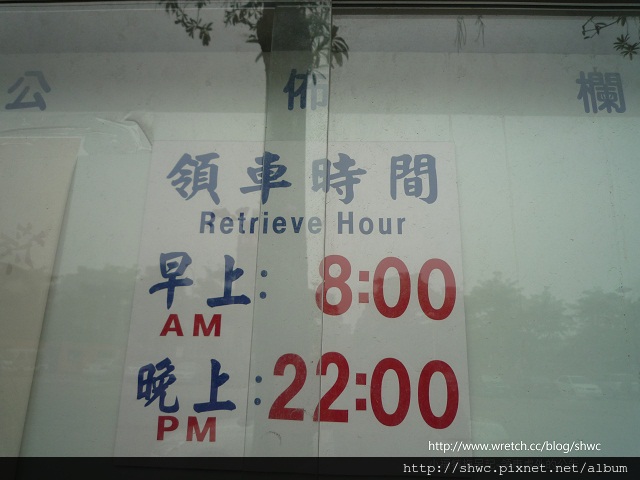 公佈欄
領車時間
Retrieve Hour
早上: 8:00
AM
晚上: 22:00
PM
http://www.wretch.cc/blog/shwc
http://shwc.pixnet.net/album